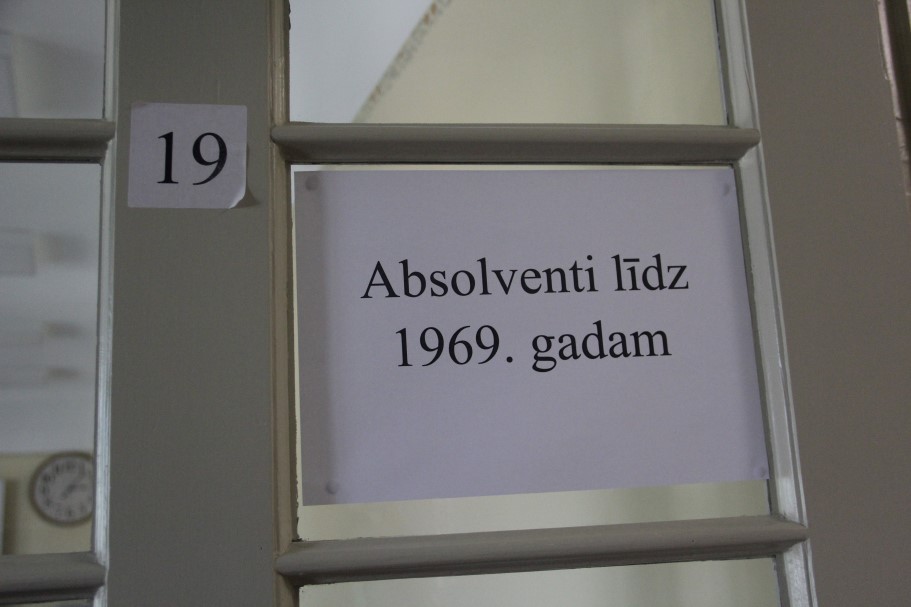 19
Absolventi līdz
1969. gadam